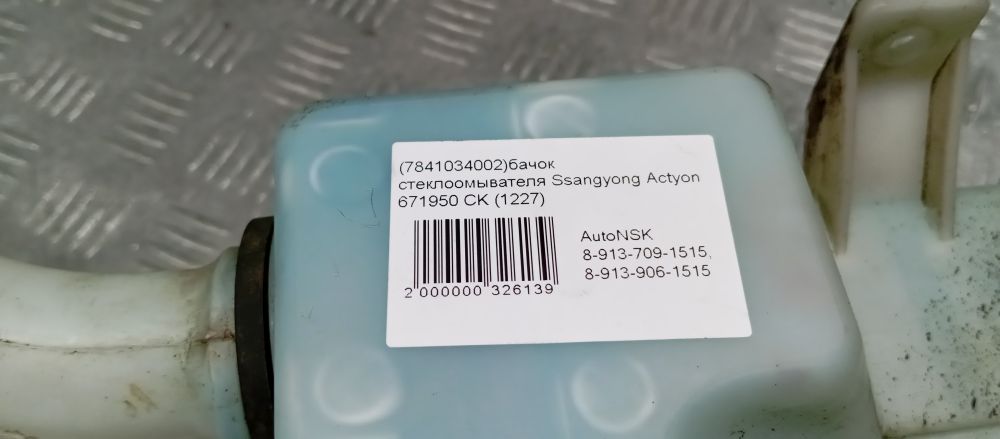 (7841034002)бачок
стеклоомывателя Ssangyong Actyon
671950 CK (1227)
AutoNSK
8-913-709-1515,
8-913-906-1515
2 000000 326139